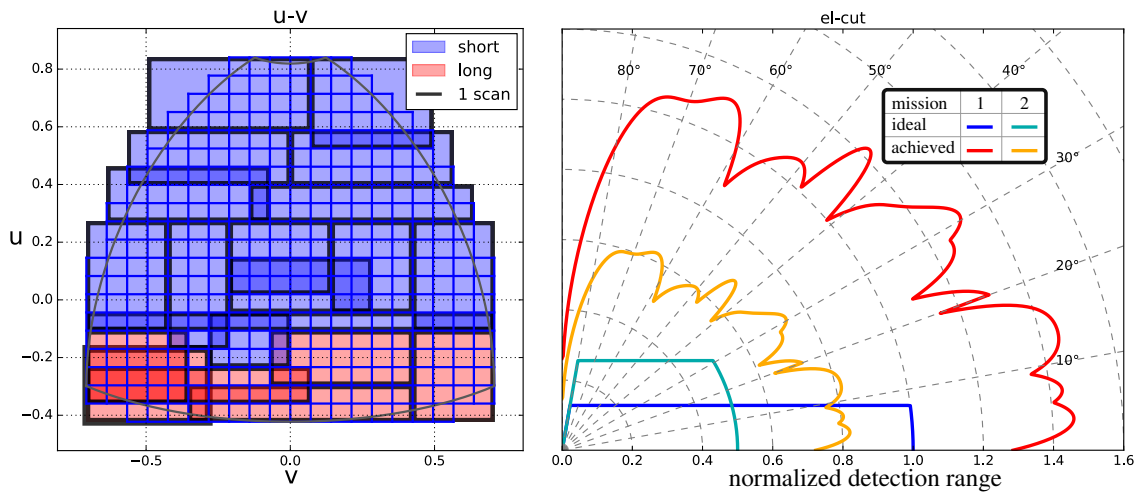 u-v
0.8
0.6
0.4
0.2
0.0
−0.2
−0.4
u
−0.5 0.0 0.5
v
short
long
1 scan
el-cut
80° 70° 60° 50° 40°
30°
20°
10°
mission 1 2
ideal
achieved
0.0 0.2 0.4 0.6 0.8 1.0 1.2 1.4 1.6
normalized detection range